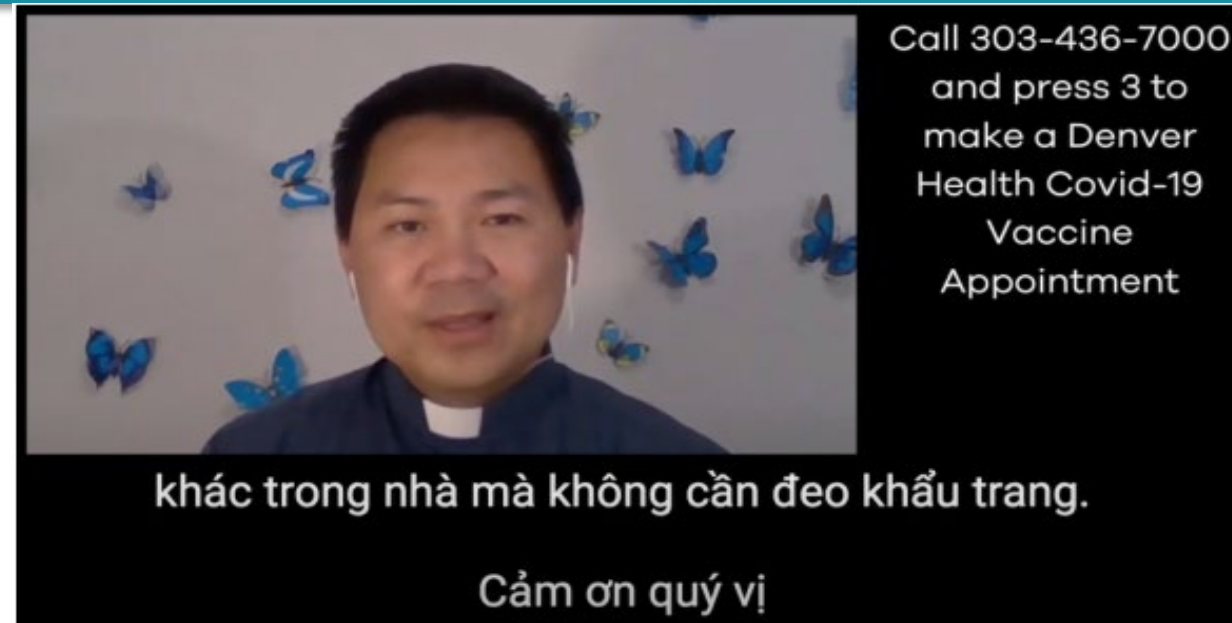 Call 303-436-7000
and press 3 to
make a Denver
Health Covid-19
Vaccine
Appointment
khác trong nhà mà không cần đeo khẩu trang.
Cảm ơn quý vị